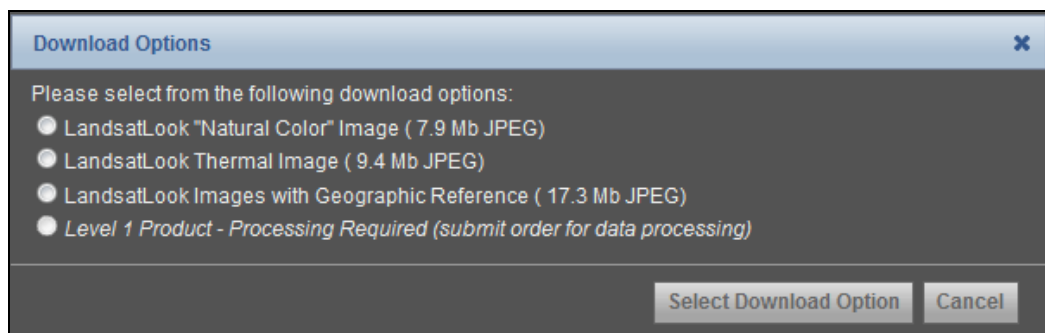 Download Options
Please select from the following download options:
LandsatLook "Natural Color" Image ( 7.9 Mb JPEG)
LandsatLook Thermal Image ( 9.4 Mb JPEG)
LandsatLook Images with Geographic Reference ( 17.3 Mb JPEG)
Level 1 Product - Processing Required (submit order for data processing)
Select Download Option Cancel